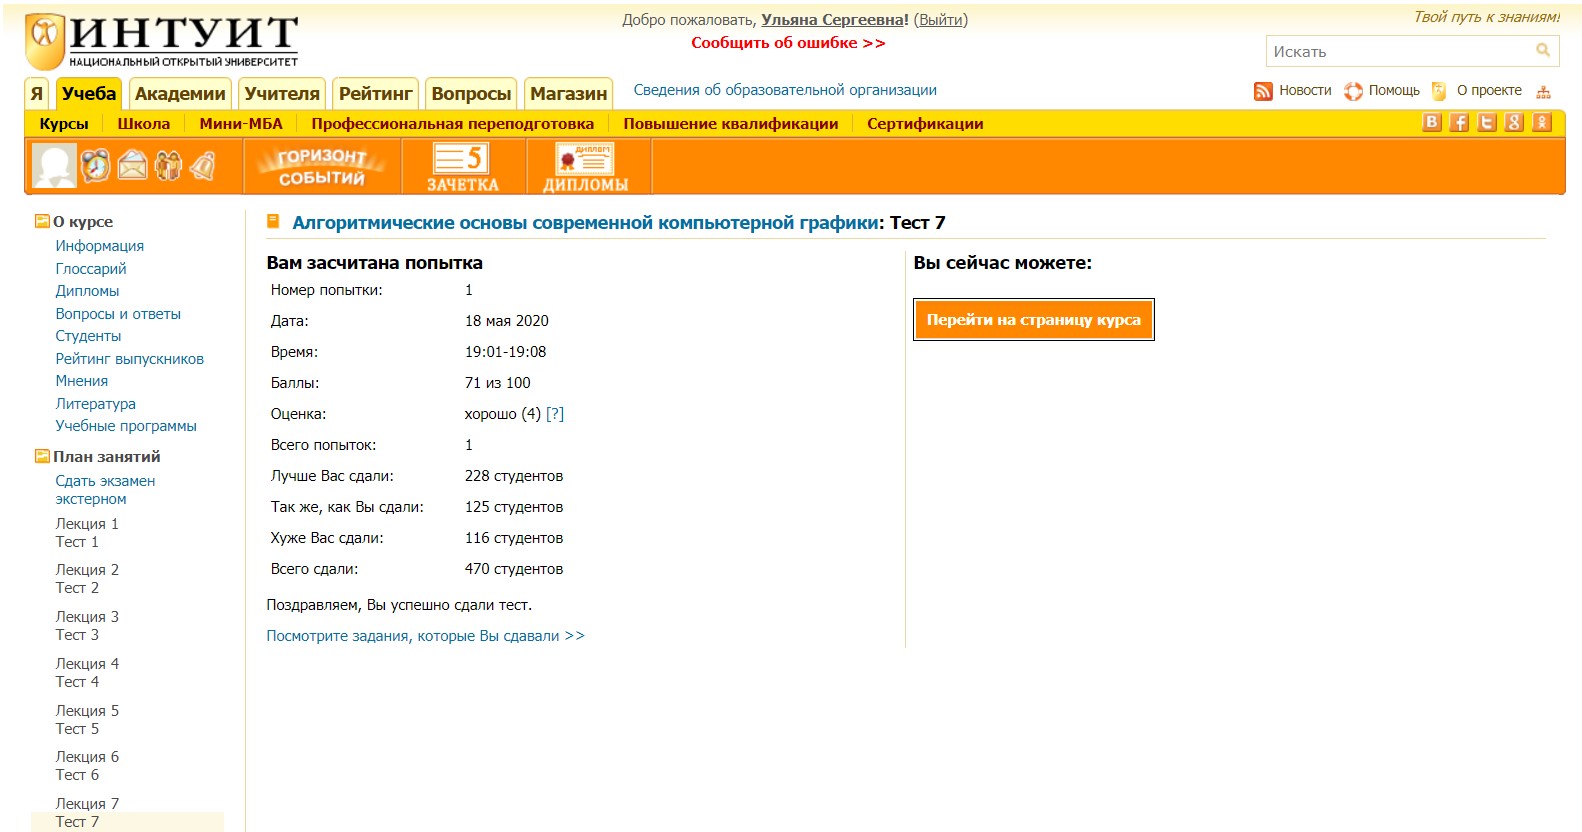 ИНТУИТ
НАЦИОНАЛЬНЫЙ ОТКРЫТЫЙ УНИВЕРСИТЕТ
Добро пожаловать, Ульяна Сергеевна! (Выйти)
Сообщить об ошибке >>
Твой путь к знаниям!
Искать
Я Учеба Академии Учителя Рейтинг Вопросы Магазин Сведения об образовательной организации Новости Помощь О проекте
Курсы Школа Мини-МБА Профессиональная переподготовка Повышение квалификации Сертификации
ГОРИЗОНТ СОБЫТИЙ
5 ЗАЧЕТКА
ДИПЛОМ ДИПЛОМЫ
О курсе
Информация
Глоссарий
Дипломы
Вопросы и ответы
Студенты
Рейтинг выпускников
Мнения
Литература
Учебные программы
План занятий
Сдать экзамен
экстерном
Лекция 1
Тест 1
Лекция 2
Тест 2
Лекция 3
Тест 3
Лекция 4
Тест 4
Лекция 5
Тест 5
Лекция 6
Тест 6
Лекция 7
Тест 7
Алгоритмические основы современной компьютерной графики: Тест 7
Вам засчитана попытка
Номер попытки: 1
Дата: 18 мая 2020
Время: 19:01-19:08
Баллы: 71 из 100
Оценка: хорошо (4) [?]
Всего попыток: 1
Лучше Вас сдали: 228 студентов
Так же, как Вы сдали: 125 студентов
Хуже Вас сдали: 116 студентов
Всего сдали: 470 студентов
Поздравляем, Вы успешно сдали тест.
Посмотрите задания, которые Вы сдавали >>
Вы сейчас можете:
Перейти на страницу курса